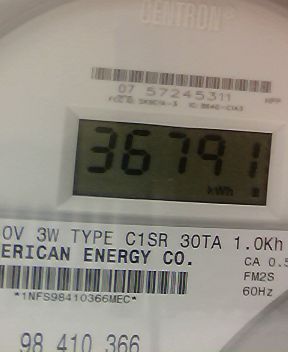 CENTRON®
07 57245311
36791
kWh
0V 3W TYPE C1SR 30TA 1.0Kh
ERICAN ENERGY CO.
CA 0.5
FM2S
*1NFS98410366MEC*
60Hz
98 410 366